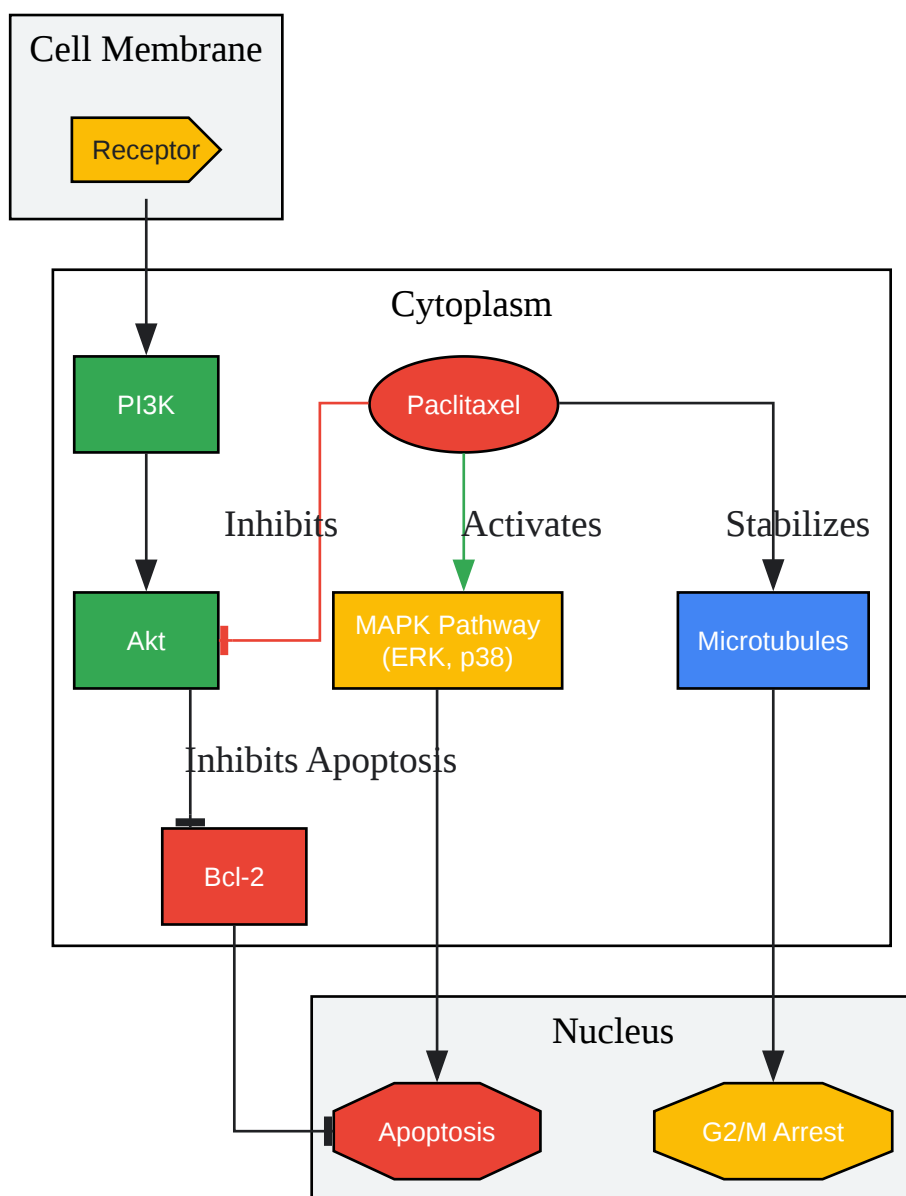 Cell Membrane
Receptor
Cytoplasm
PI3K
Paclitaxel
Inhibits
Activates
Stabilizes
Akt
MAPK Pathway
(ERK, p38)
Microtubules
Inhibits Apoptosis
Bcl-2
Nucleus
Apoptosis
G2/M Arrest